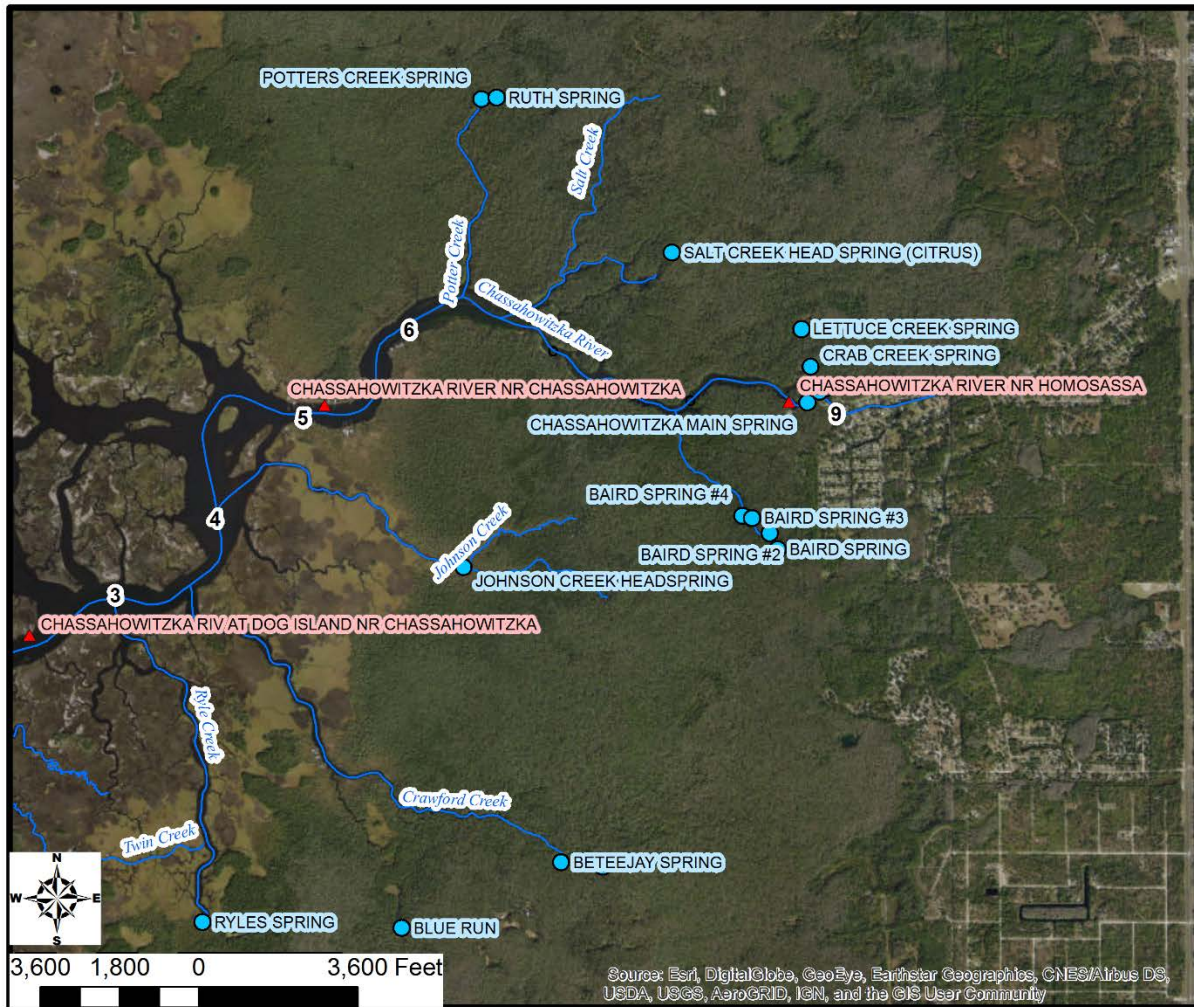 POTTERS CREEK SPRING
RUTH SPRING
Salt Creek
Potter Creek
SALT CREEK HEAD SPRING (CITRUS)
Chassahowitzka River
6
LETTUCE CREEK SPRING
CRAB CREEK SPRING
CHASSAHOWITZKA RIVER NR CHASSAHOWITZKA
CHASSAHOWITZKA RIVER NR HOMOSASSA
5
9
CHASSAHOWITZKA MAIN SPRING
BAIRD SPRING #4
4
BAIRD SPRING #3
Johnson Creek
BAIRD SPRING #2
BAIRD SPRING
JOHNSON CREEK HEADSPRING
3
CHASSAHOWITZKA RIV AT DOG ISLAND NR CHASSAHOWITZKA
Ryle Creek
Crawford Creek
Twin Creek
BETEEJAY SPRING
N
W E
S
RYLES SPRING
BLUE RUN
3,600 1,800 0 3,600 Feet
Source: Esri, DigitalGlobe, GeoEye, Earthstar Geographics, CNES/Airbus DS,
USDA, USGS, AeroGRID, IGN, and the GIS User Community